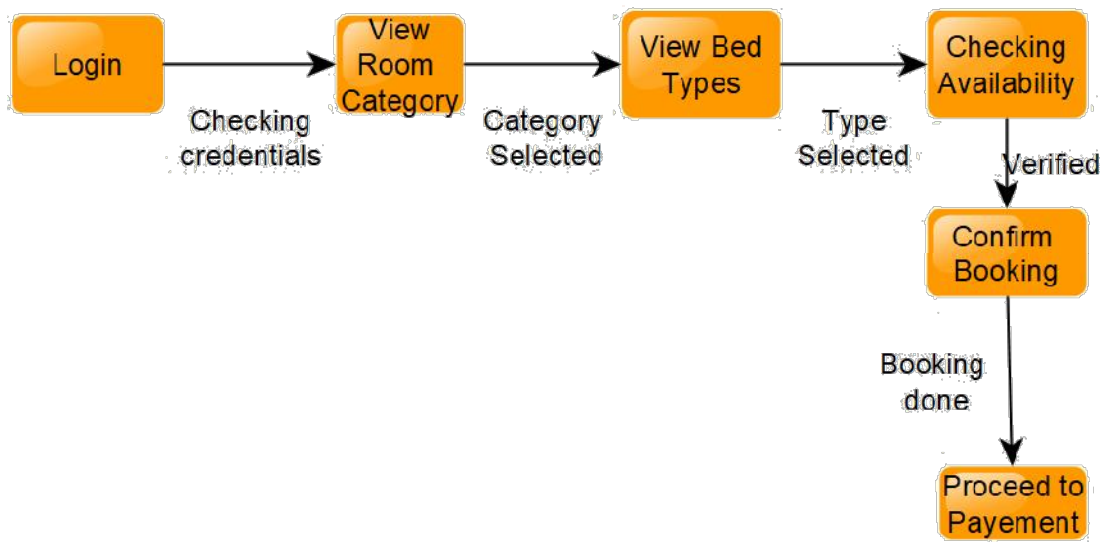 Login
View
Room
Category
View Bed
Types
Checking
Availability
Checking
credentials
Category
Selected
Type
Selected
Verified
Confirm
Booking
Booking
done
Proceed to
Payement